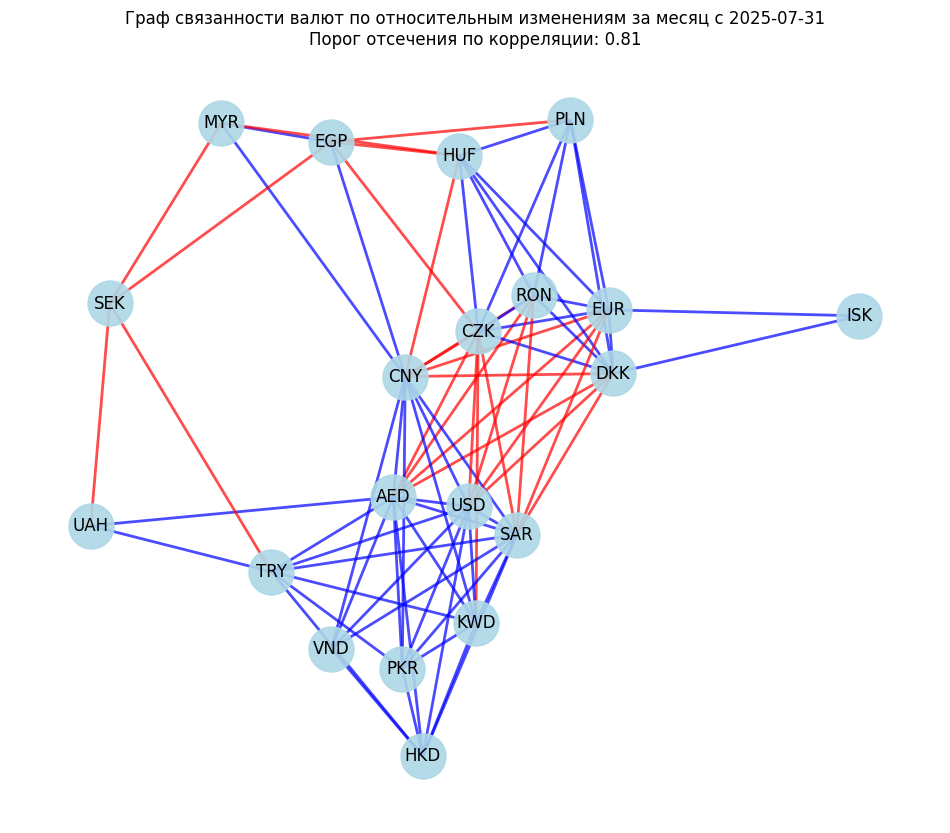 Граф связанности валют по относительным изменениям за месяц с 2025-07-31
Порог отсечения по корреляции: 0.81
MYR
EGP
HUF
PLN
SEK
RON
EUR
ISK
CZK
CNY
DKK
AED
USD
SAR
UAH
TRY
KWD
VND
PKR
HKD